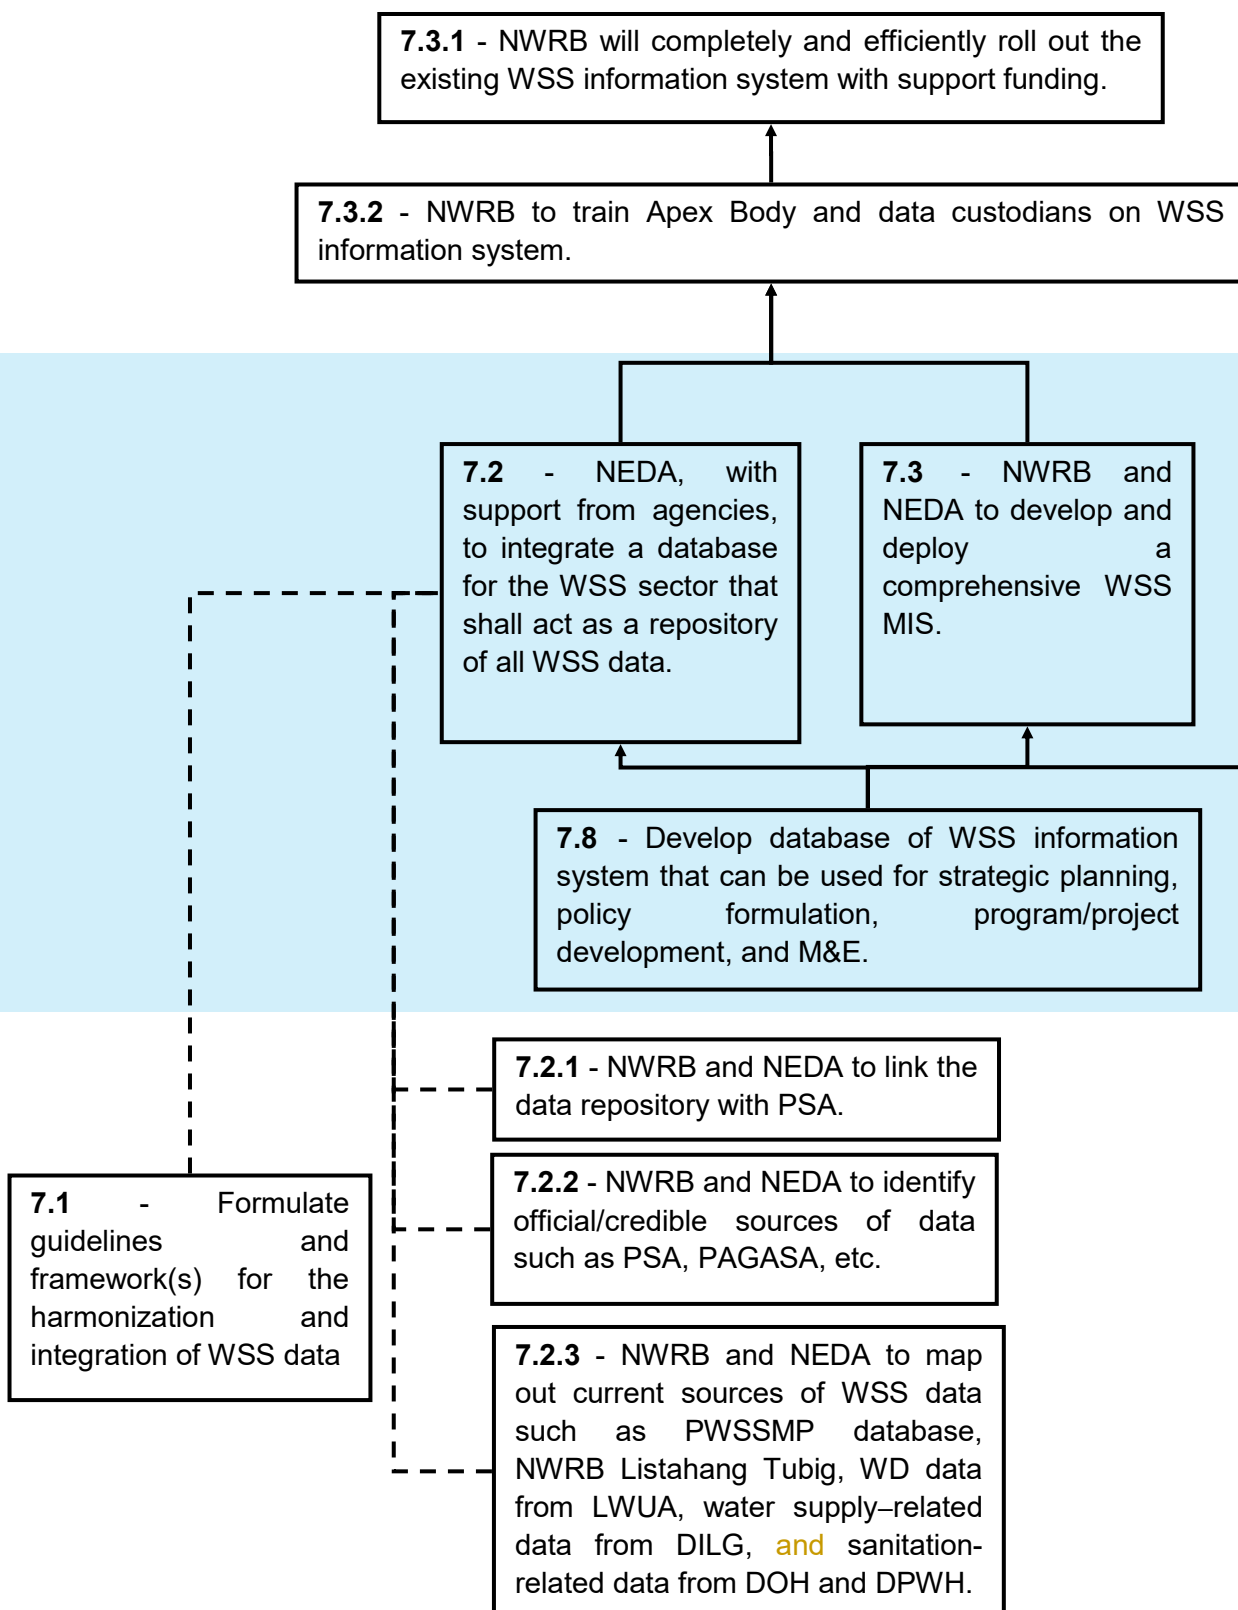 7.3.1 - NWRB will completely and efficiently roll out the
existing WSS information system with support funding.
7.3.2 - NWRB to train Apex Body and data custodians on WSS
information system.
7.2 - NEDA, with
support from agencies,
to integrate a database
for the WSS sector that
shall act as a repository
of all WSS data.
7.3 - NWRB and
NEDA to develop and
deploy a
comprehensive WSS
MIS.
7.8 - Develop database of WSS information
system that can be used for strategic planning,
policy formulation, program/project
development, and M&E.
7.2.1 - NWRB and NEDA to link the
data repository with PSA.
7.1 - Formulate
guidelines and
framework(s) for the
harmonization and
integration of WSS data
7.2.2 - NWRB and NEDA to identify
official/credible sources of data
such as PSA, PAGASA, etc.
7.2.3 - NWRB and NEDA to map
out current sources of WSS data
such as PWSSMP database,
NWRB Listahang Tubig, WD data
from LWUA, water supply–related
data from DILG, and sanitation-
related data from DOH and DPWH.